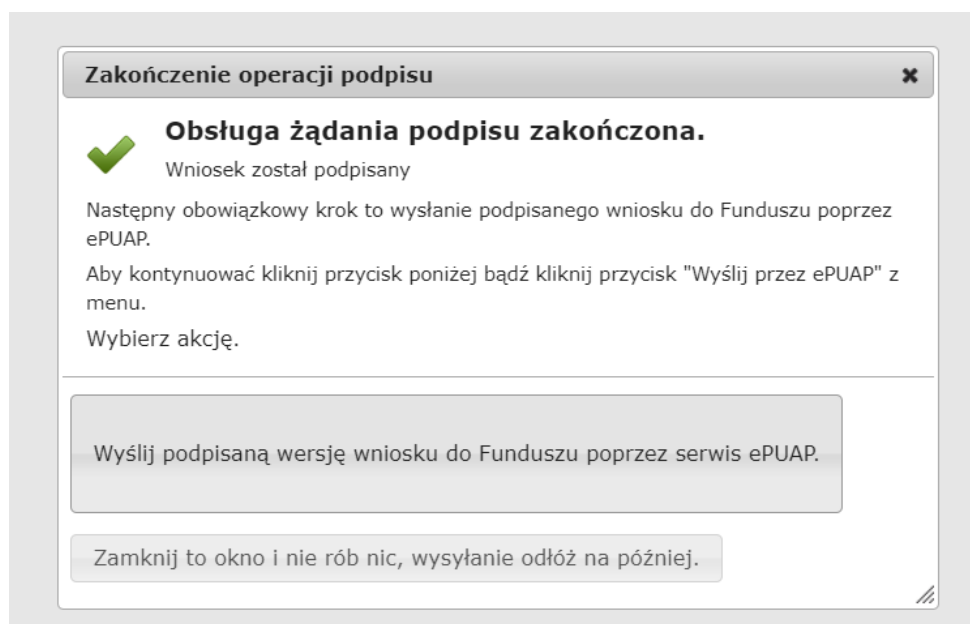 Zakończenie operacji podpisu
Obsługa żądania podpisu zakończona.
Wniosek został podpisany
Następny obowiązkowy krok to wysłanie podpisanego wniosku do Funduszu poprzez
ePUAP.
Aby kontynuować kliknij przycisk poniżej bądź kliknij przycisk "Wyślij przez ePUAP" z
menu.
Wybierz akcję.
Wyślij podpisaną wersję wniosku do Funduszu poprzez serwis ePUAP.
Zamknij to okno i nie rób nic, wysyłanie odłóż na później.